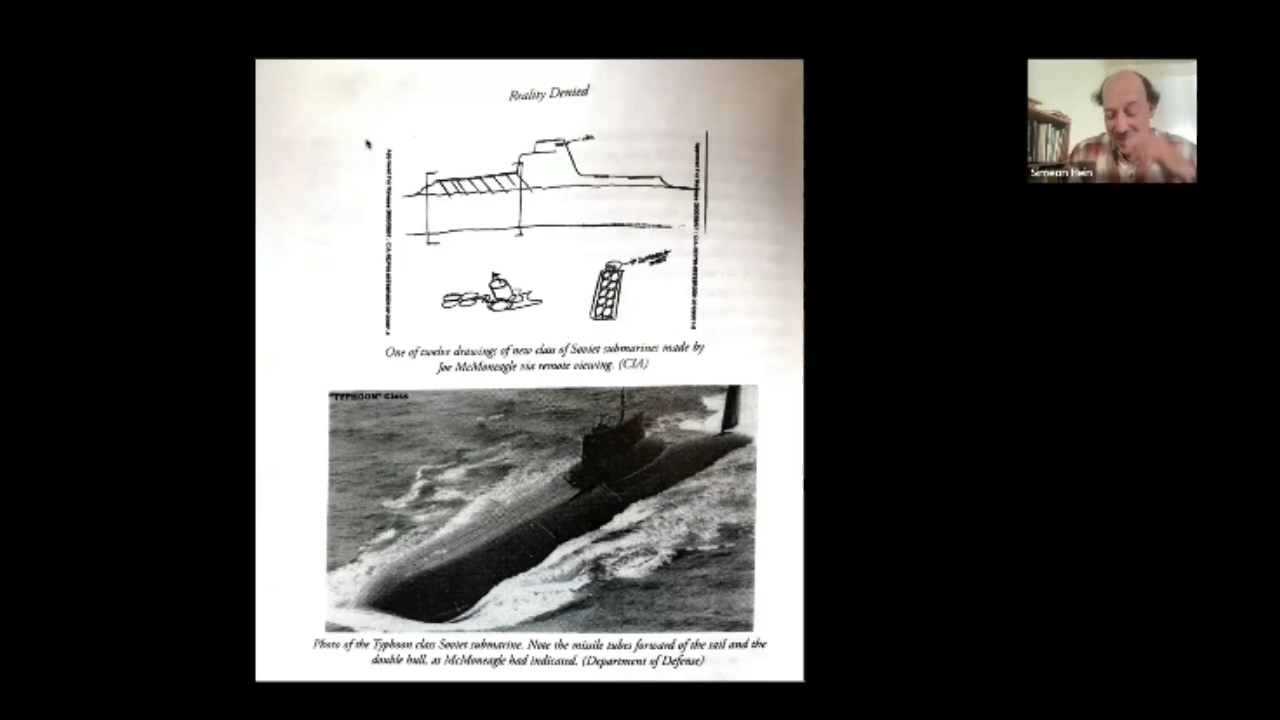 Reality Denied
One of twelve drawings of new class of Soviet submarines made by
Joe McMoneagle via remote viewing. (CIA)
"TYPHOON" Class
Photo of the Typhoon class Soviet submarine. Note the missile tubes forward of the sail and the
double hull, as McMoneagle had indicated. (Department of Defense)
Simeon Hein